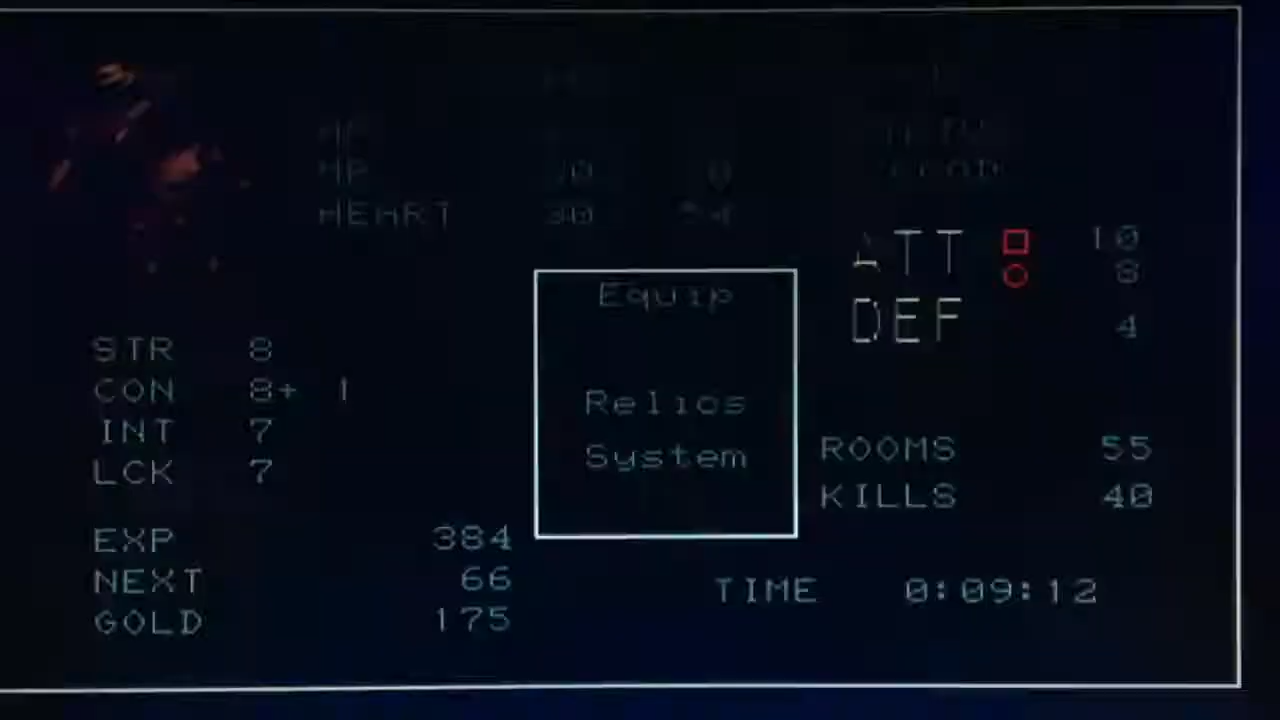 HEART 30
ATT 10
8
DEF 4
Equip
STR 8
CON 8+ 1
INT 7
LCK 7
Relics
System
ROOMS 55
KILLS 40
EXP 384
NEXT 66
GOLD 175
TIME 0:09:12